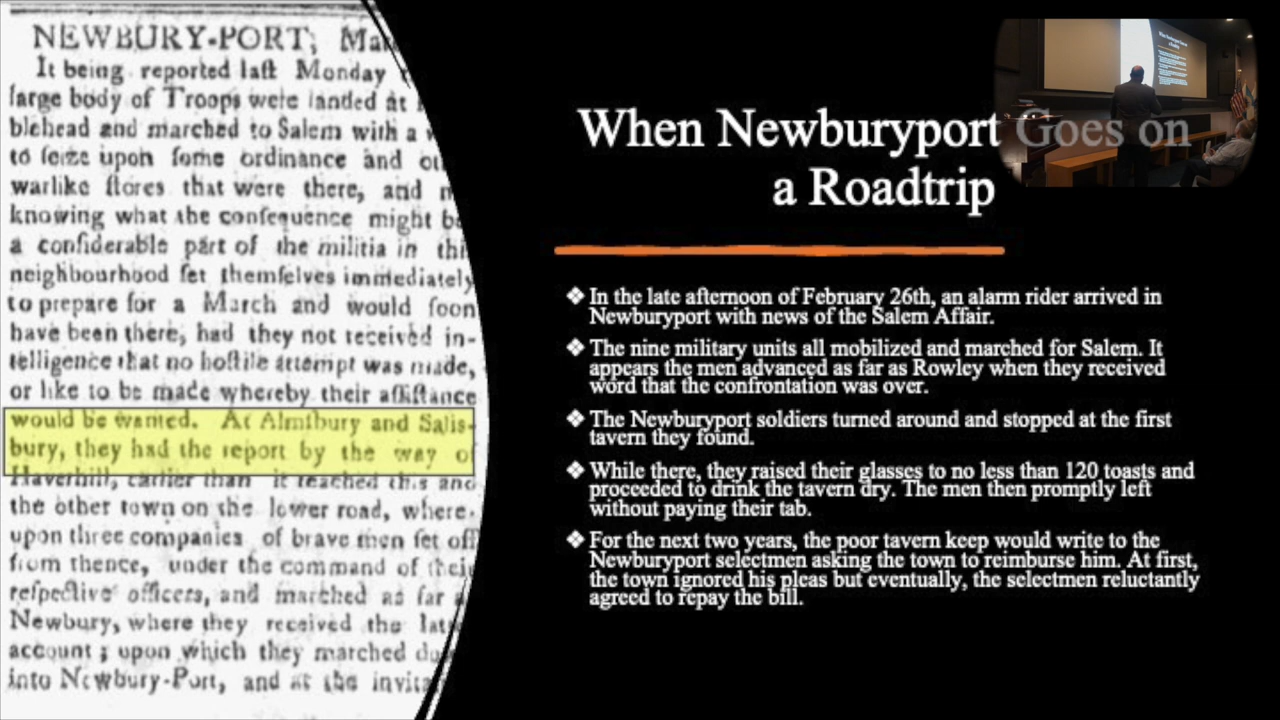 NEWBURY-PORT, Mar
It being reported laſt Monday
large body of Troops were landed at
blehead and marched to Salem with a
to ſeize upon ſome ordinance and
warlike ſtores that were there, and
knowing what the conſequence might be
a conſiderable part of the militia in thi
neighbourhood ſet themſelves immediately
to prepare for a March and would ſoon
have been there, had they not received in-
telligence that no hoſtile attempt was made,
or like to be made whereby their aſſiſtance
would be wanted. At Almſbury and Salis-
bury, they had the report by the way of
Haverhill, earlier than it reached this and
the other town on the lower road, where-
upon three companies of brave men ſet off
from thence, under the command of their
reſpective officers, and marched as far
Newbury, where they received the
account; upon which they marched
into Newbury-Port, and at the invita
When Newburyport Goes on
a Roadtrip
❖ In the late afternoon of February 26th, an alarm rider arrived in
Newburyport with news of the Salem Affair.
❖ The nine military units all mobilized and marched for Salem. It
appears the men advanced as far as Rowley when they received
word that the confrontation was over.
❖ The Newburyport soldiers turned around and stopped at the first
tavern they found.
❖ While there, they raised their glasses to no less than 120 toasts and
proceeded to drink the tavern dry. The men then promptly left
without paying their tab.
❖ For the next two years, the poor tavern keep would write to the
Newburyport selectmen asking the town to reimburse him. At first,
the town ignored his pleas but eventually, the selectmen reluctantly
agreed to repay the bill.